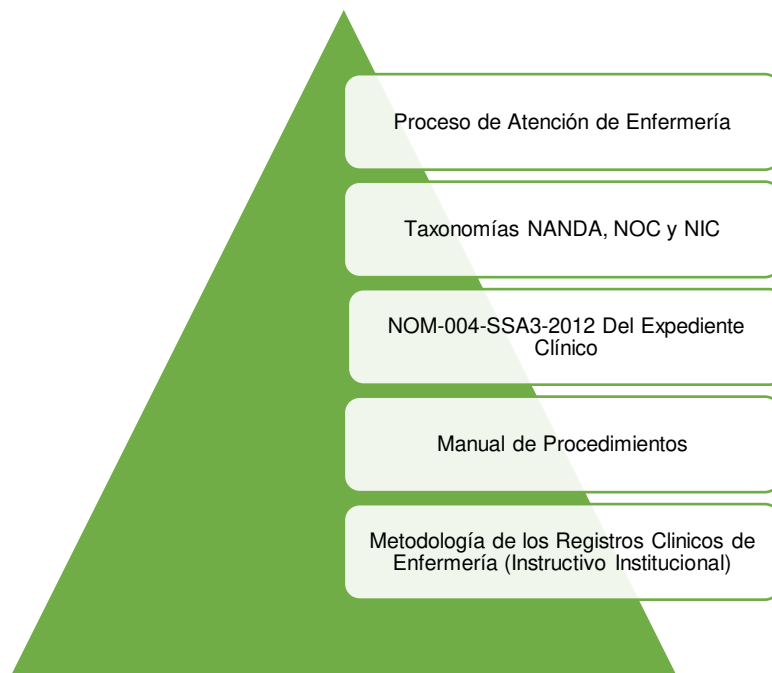 Proceso de Atención de Enfermería
Taxonomías NANDA, NOC y NIC
NOM-004-SSA3-2012 Del Expediente
Clínico
Manual de Procedimientos
Metodología de los Registros Clinicos de
Enfermería (Instructivo Institucional)